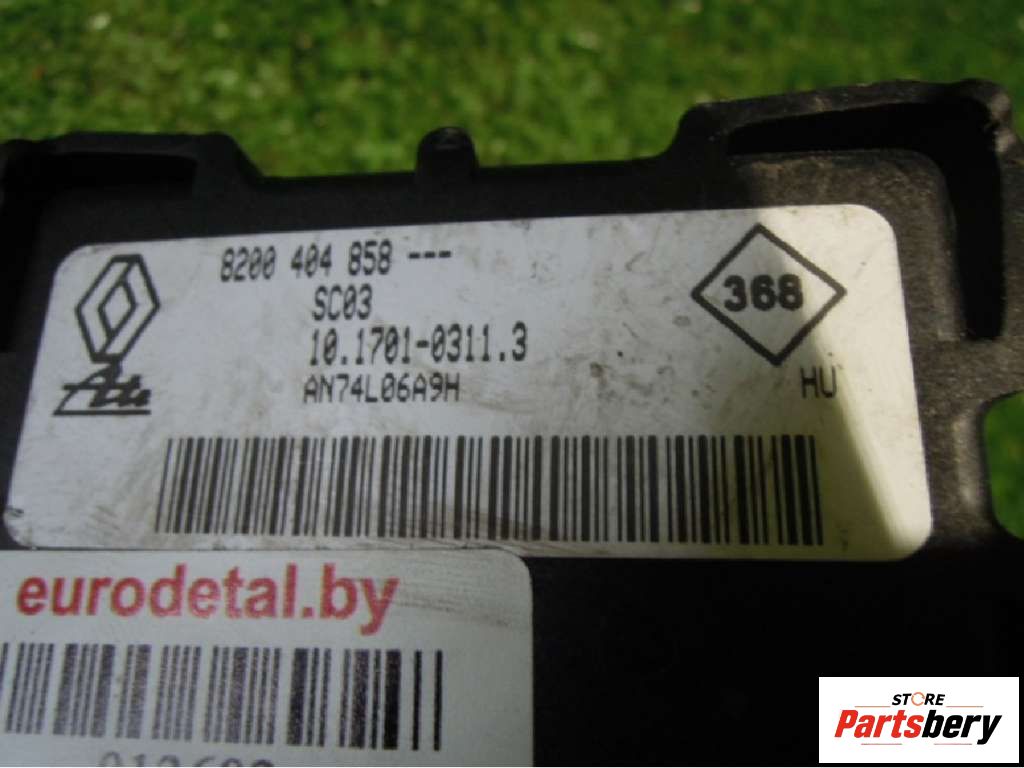 8200 404 858 ---
SC03
10.1701-0311.3
AN74L06A9H
Ate
368
HU
eurodetal.by
STORE
Partsbery